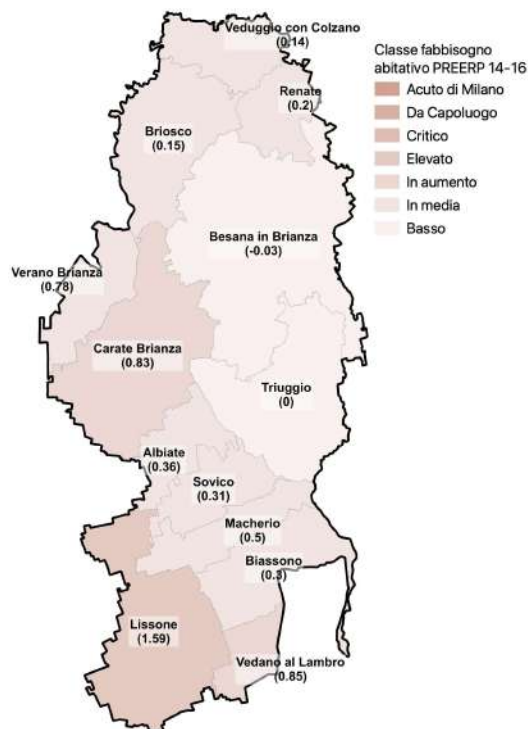 Veduggio con Colzano
(0.14)
Classe fabbisogno
abitativo PREERP 14-16
Acuto di Milano
Da Capoluogo
Critico
Elevato
In aumento
In media
Basso
Renate
(0.2)
Briosco
(0.15)
Besana in Brianza
(-0.03)
Verano Brianza
(0.78)
Carate Brianza
(0.83)
Triuggio
(0)
Albiate
(0.36)
Sovico
(0.31)
Macherio
(0.5)
Biassono
(0.3)
Lissone
(1.59)
Vedano al Lambro
(0.85)